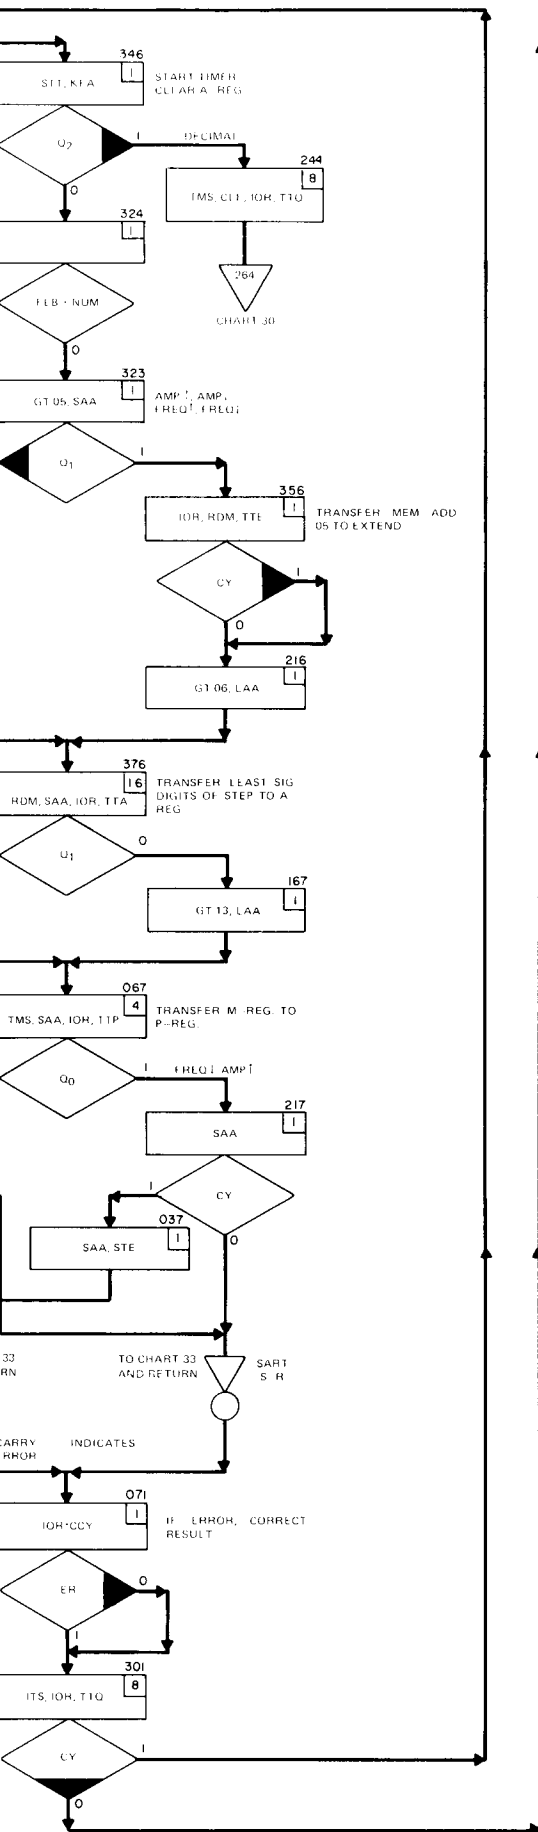 346
1
STT, KFA
START TIMER
CLEAR A REG
Q2
1
DECIMAL
0
244
8
TMS, CLF, IOR, TTO
324
1
264
FEB · NUM
CHART 30
0
323
1
GT 05, SAA
AMP↑, AMP↓
FREQ↑, FREQ↓
Q1
1
356
1
IOR, RDM, TTE
TRANSFER MEM ADD
05 TO EXTEND
CY
1
0
216
1
GT 06, LAA
376
16
RDM, SAA, IOR, TTA
TRANSFER LEAST SIG
DIGITS OF STEP TO A
REG
Q1
0
167
1
GT 13, LAA
067
4
TMS, SAA, IOR, TTP
TRANSFER M-REG. TO
P-REG.
Q0
1
FREQ↓ AMP↑
217
1
SAA
1
CY
037
1
0
SAA, STE
33
RN
TO CHART 33
AND RETURN
SART
S R
CARRY INDICATES
RROR
071
1
IOR·CCY
IF ERROR, CORRECT
RESULT
ER
0
1
301
8
ITS, IOR, TTQ
CY
1
0